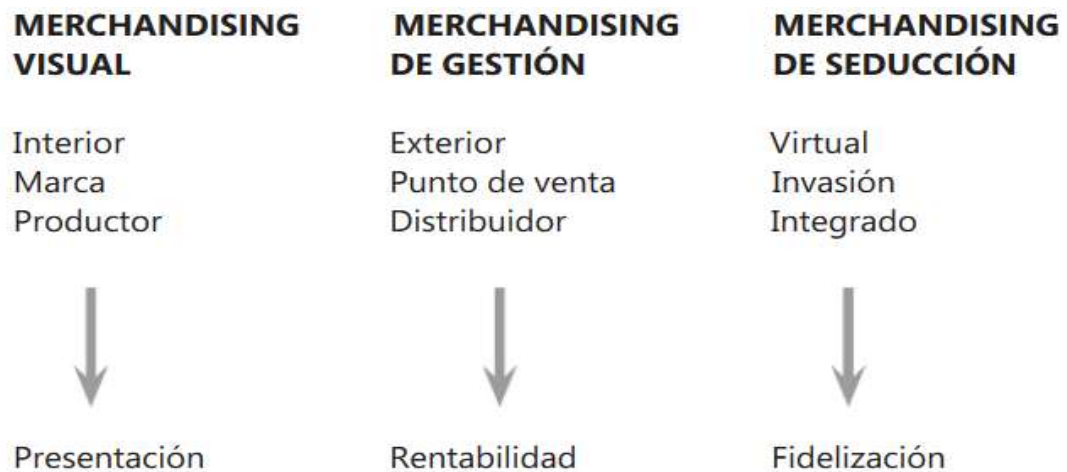 MERCHANDISING
VISUAL
Interior
Marca
Productor
Presentación
MERCHANDISING
DE GESTIÓN
Exterior
Punto de venta
Distribuidor
Rentabilidad
MERCHANDISING
DE SEDUCCIÓN
Virtual
Invasión
Integrado
Fidelización